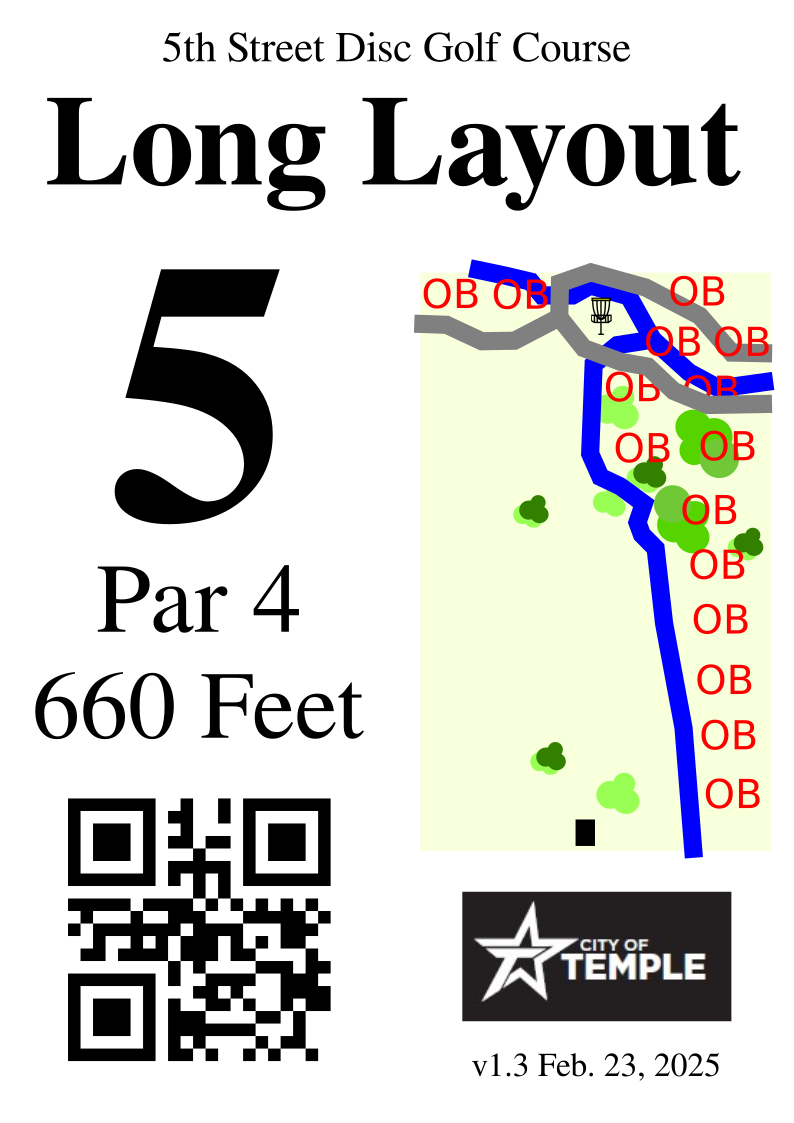 5th Street Disc Golf Course
Long Layout
5
Par 4
660 Feet
OB OB OB
OB OB
OB OB
OB OB
OB
OB
OB
OB
OB
OB
CITY OF
TEMPLE
v1.3 Feb. 23, 2025